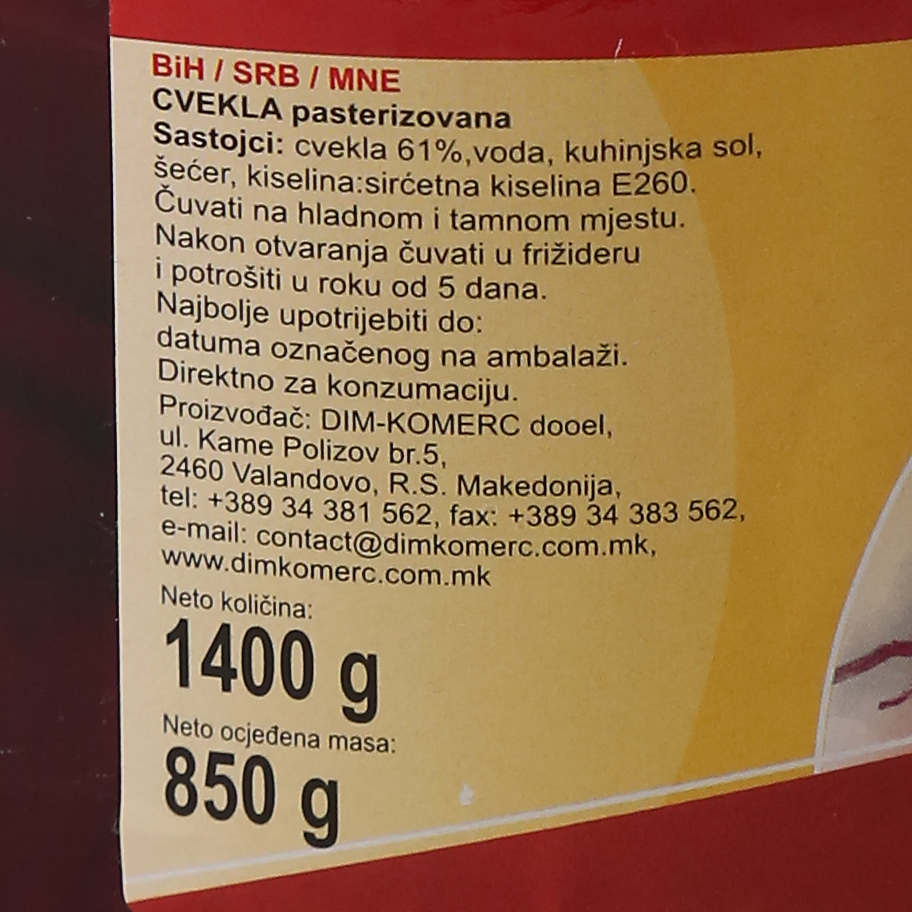 BiH / SRB / MNE
CVEKLA pasterizovana
Sastojci: cvekla 61%,voda, kuhinjska sol,
šećer, kiselina:sirćetna kiselina E260.
Čuvati na hladnom i tamnom mjestu.
Nakon otvaranja čuvati u frižideru
i potrošiti u roku od 5 dana.
Najbolje upotrijebiti do:
datuma označenog na ambalaži.
Direktno za konzumaciju.
Proizvođač: DIM-KOMERC dooel,
ul. Kame Polizov br.5,
2460 Valandovo, R.S. Makedonija,
tel: +389 34 381 562, fax: +389 34 383 562,
e-mail: contact@dimkomerc.com.mk,
www.dimkomerc.com.mk
Neto količina:
1400 g
Neto ocjeđena masa:
850 g